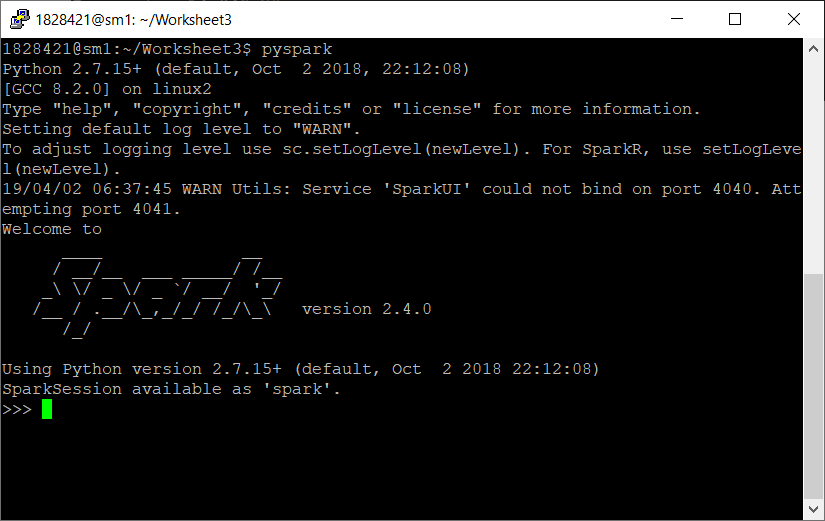 1828421@sm1: ~/Worksheet3
1828421@sm1:~/Worksheet3$ pyspark
Python 2.7.15+ (default, Oct  2 2018, 22:12:08)
[GCC 8.2.0] on linux2
Type "help", "copyright", "credits" or "license" for more information.
Setting default log level to "WARN".
To adjust logging level use sc.setLogLevel(newLevel). For SparkR, use setLogLeve
l(newLevel).
19/04/02 06:37:45 WARN Utils: Service 'SparkUI' could not bind on port 4040. Att
empting port 4041.
Welcome to
      ____              __
     / __/__  ___ _____/ /__
    _\ \/ _ \/ _ `/ __/  '_/
   /__ / .__/\_,_/_/ /_/\_\   version 2.4.0
      /_/
Using Python version 2.7.15+ (default, Oct  2 2018 22:12:08)
SparkSession available as 'spark'.
>>>